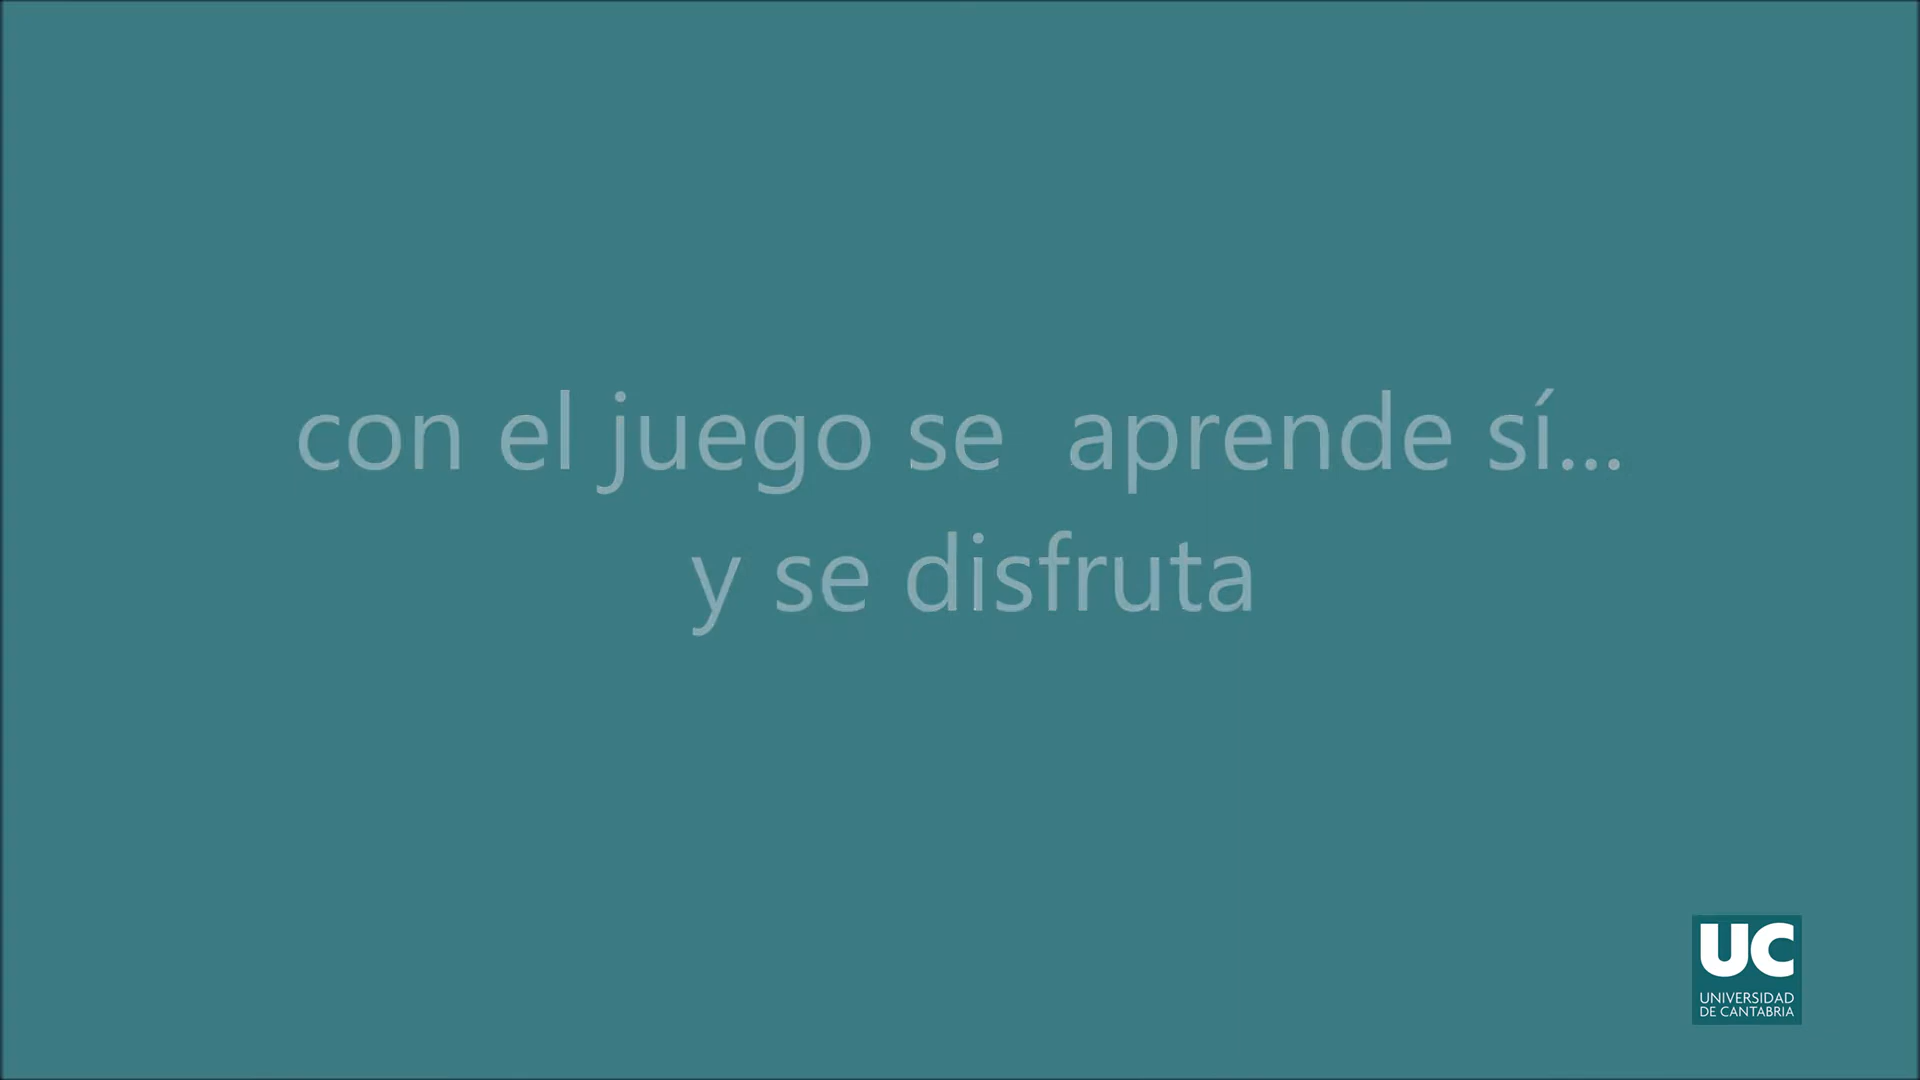 con el juego se  aprende sí...
y se disfruta
UC
UNIVERSIDAD
DE CANTABRIA